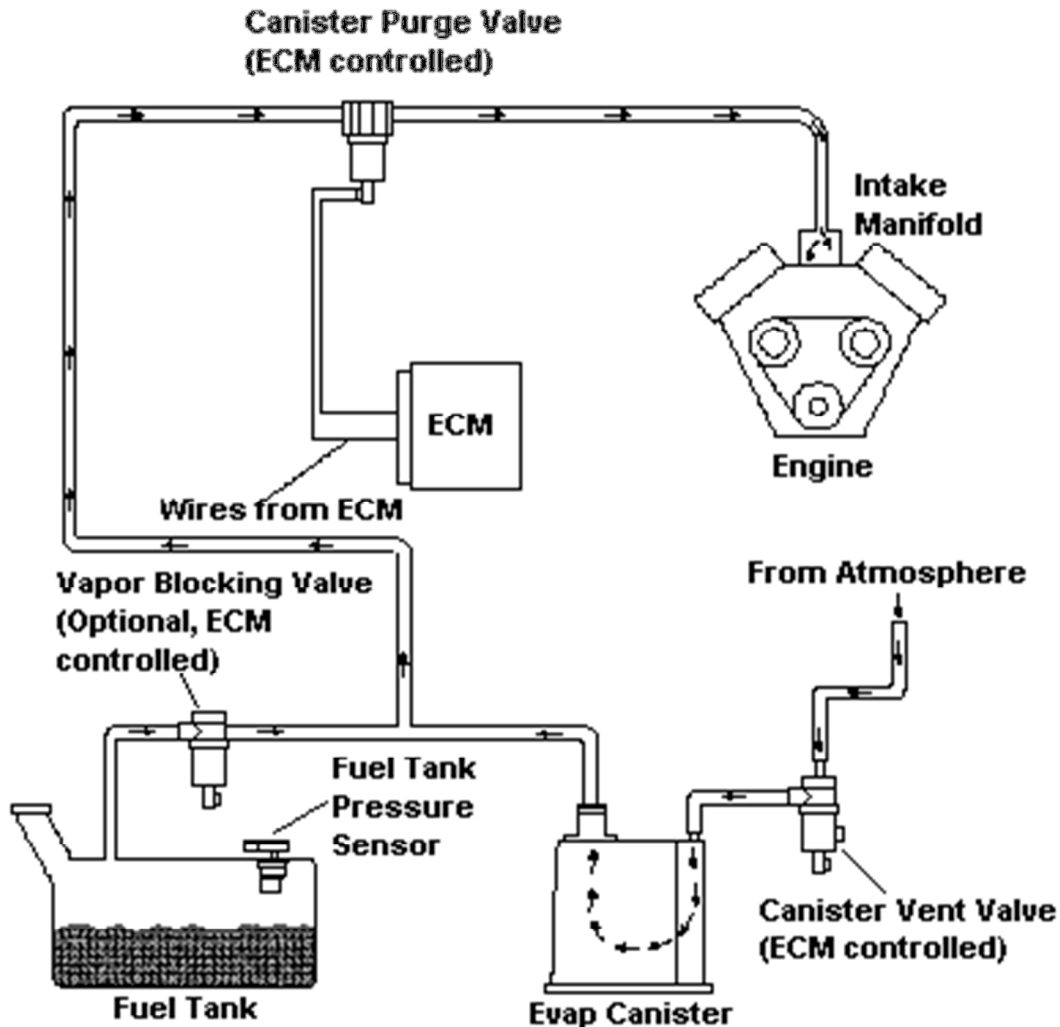 Canister Purge Valve
(ECM controlled)
Intake
Manifold
ECM
Engine
Wires from ECM
Vapor Blocking Valve
(Optional, ECM
controlled)
From Atmosphere
Fuel Tank
Pressure
Sensor
Canister Vent Valve
(ECM controlled)
Fuel Tank
Evap Canister